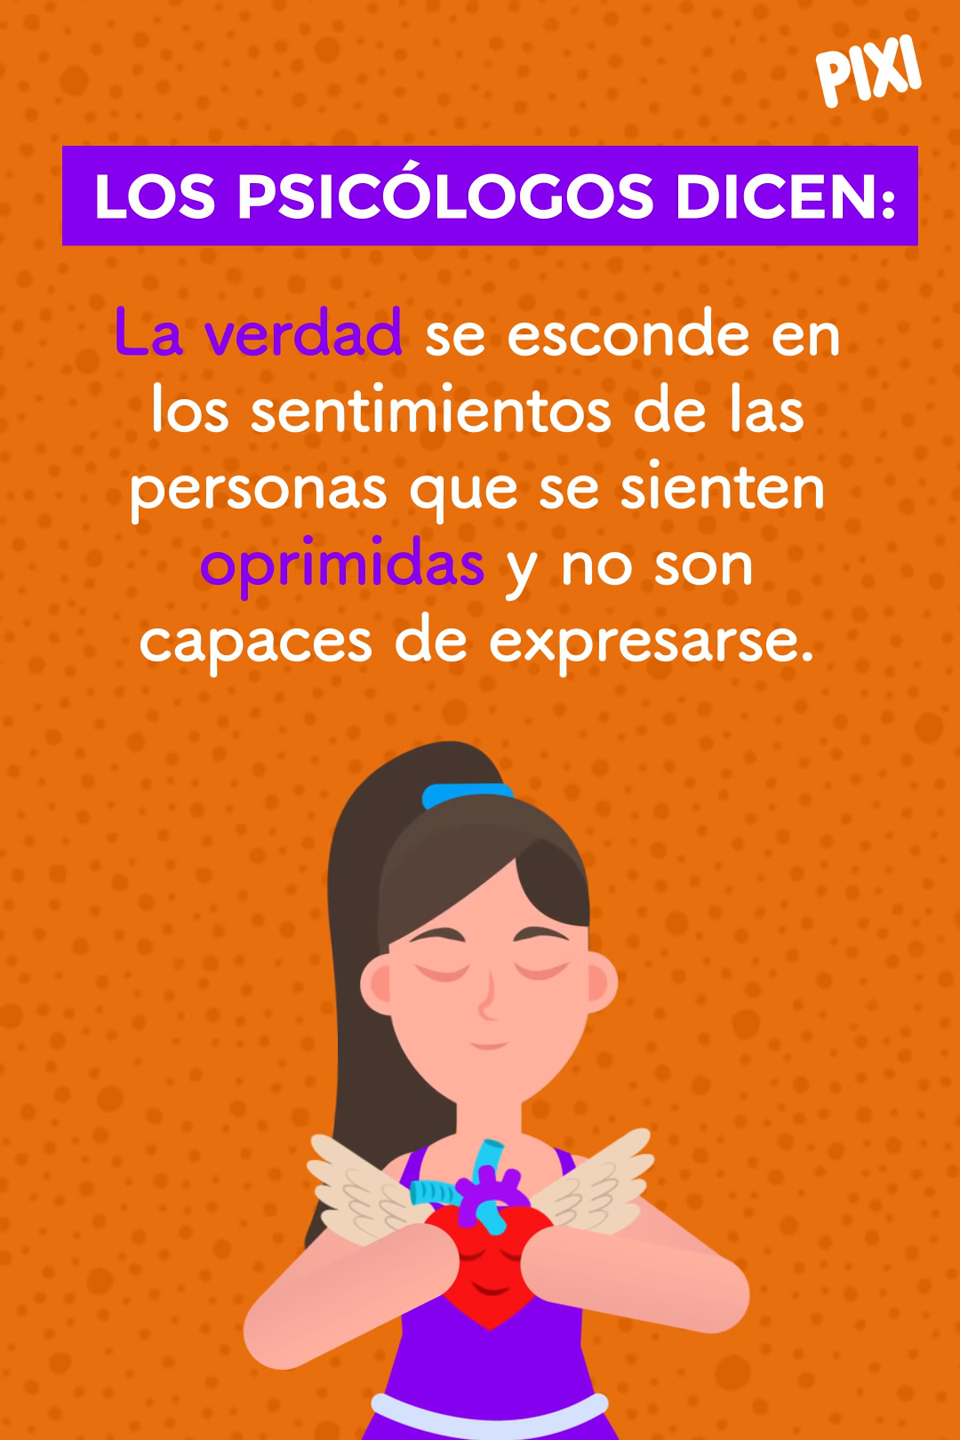 PIXI
LOS PSICÓLOGOS DICEN:
La verdad se esconde en
los sentimientos de las
personas que se sienten
oprimidas y no son
capaces de expresarse.